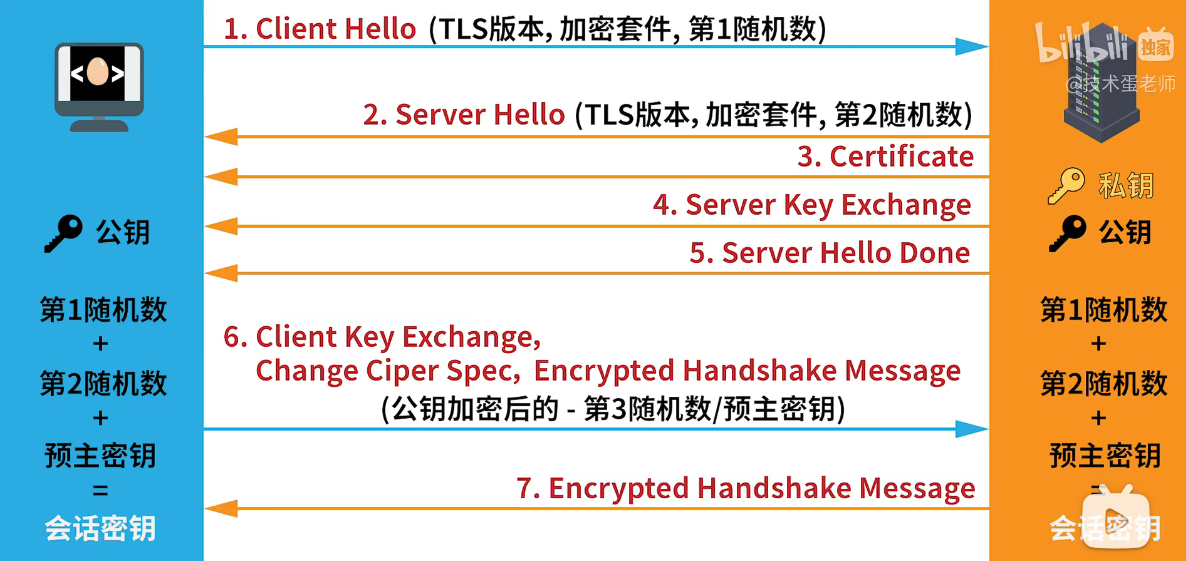 1. Client Hello (TLS版本, 加密套件, 第1随机数)
bilibili 独家
@技术蛋老师
< >
2. Server Hello (TLS版本, 加密套件, 第2随机数)
3. Certificate
私钥
4. Server Key Exchange
公钥
公钥
5. Server Hello Done
第1随机数
+
第2随机数
+
预主密钥
=
会话密钥
6. Client Key Exchange,
Change Ciper Spec, Encrypted Handshake Message
(公钥加密后的 - 第3随机数/预主密钥)
7. Encrypted Handshake Message
第1随机数
+
第2随机数
+
预主密钥
=
会话密钥